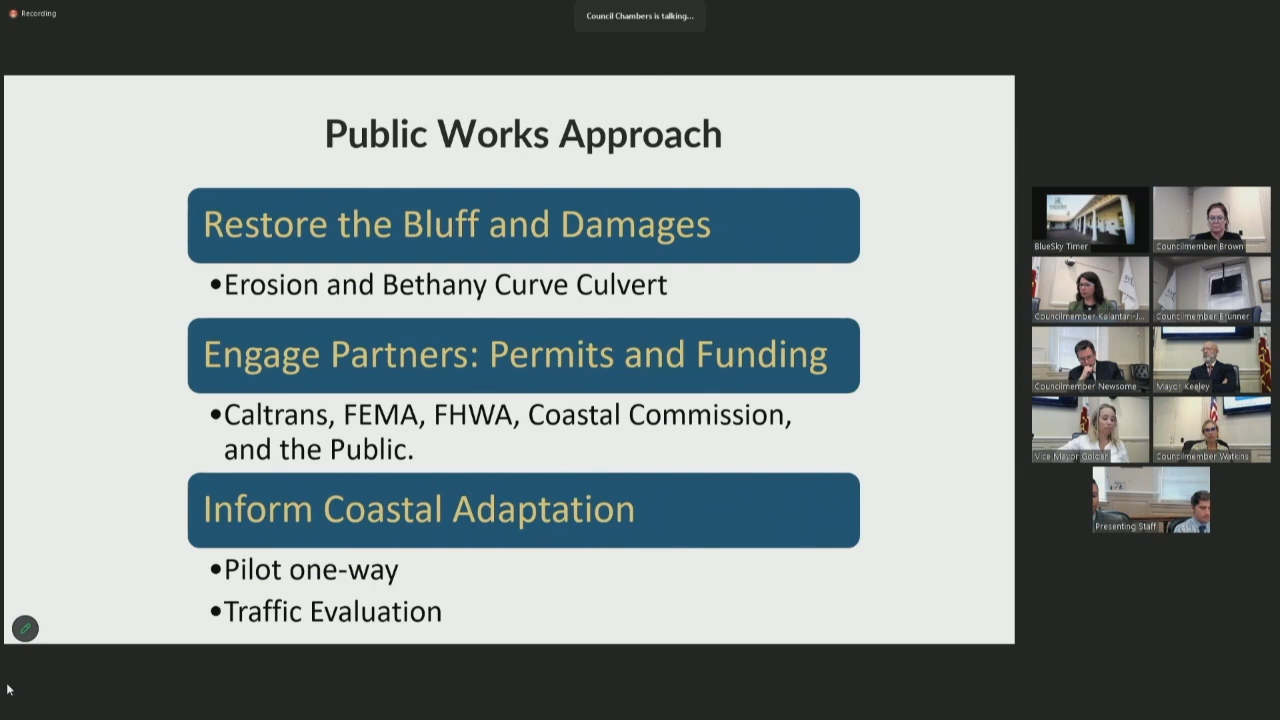 Recording
Council Chambers is talking...
Public Works Approach
Restore the Bluff and Damages
•Erosion and Bethany Curve Culvert
Engage Partners: Permits and Funding
•Caltrans, FEMA, FHWA, Coastal Commission,
and the Public.
Inform Coastal Adaptation
•Pilot one-way
•Traffic Evaluation
BlueSky Timer
Councilmember Brown
Councilmember Kalantari-J...
Councilmember Brunner
Councilmember Newsome
Mayor Keeley
Vice Mayor Golder
Councilmember Watkins
Presenting Staff